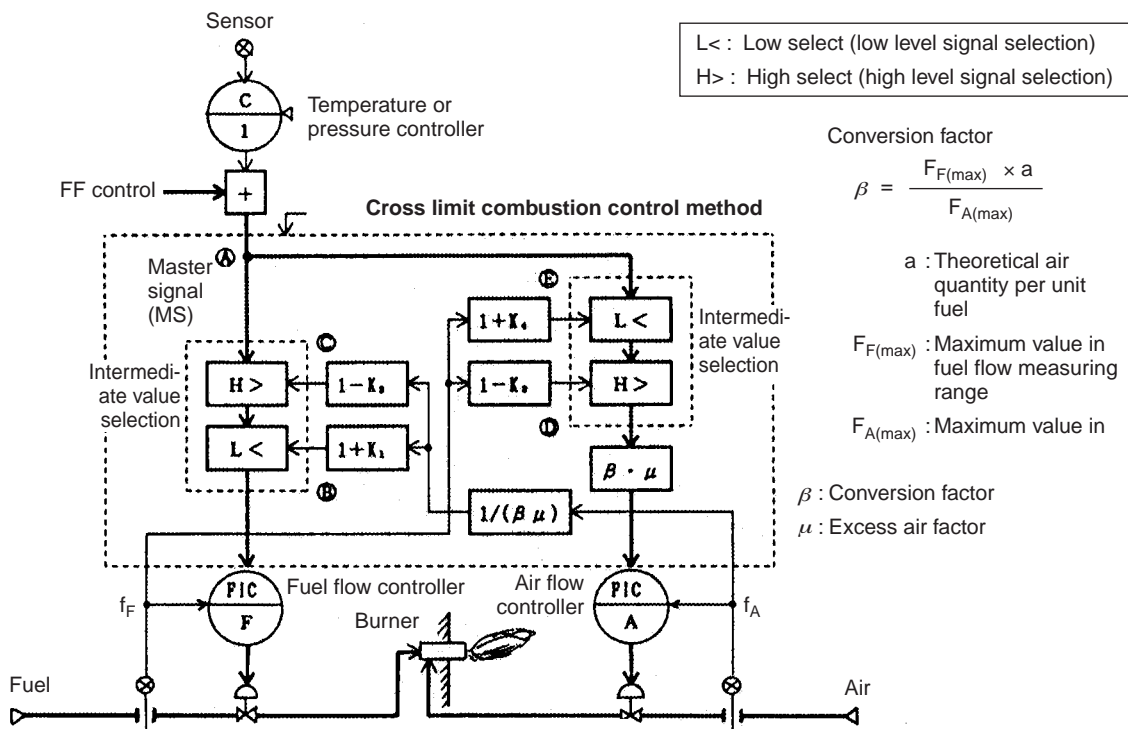 Sensor
C
1
Temperature or
pressure controller
FF control
+
L< : Low select (low level signal selection)
H> : High select (high level signal selection)
Conversion factor
β = F_F(max) × a / F_A(max)
a : Theoretical air
quantity per unit
fuel
F_F(max) : Maximum value in
fuel flow measuring
range
F_A(max) : Maximum value in
β : Conversion factor
μ : Excess air factor
Cross limit combustion control method
A
Master
signal
(MS)
E
1+K₄
L<
Intermedi-
ate value
selection
C
Intermedi-
ate value
selection
H>
1−K₃
1−K₂
H>
D
L<
1+K₁
B
β · μ
1/(βμ)
FIC
F
Fuel flow controller
Air flow
controller
FIC
A
f_F
f_A
Burner
Fuel
Air